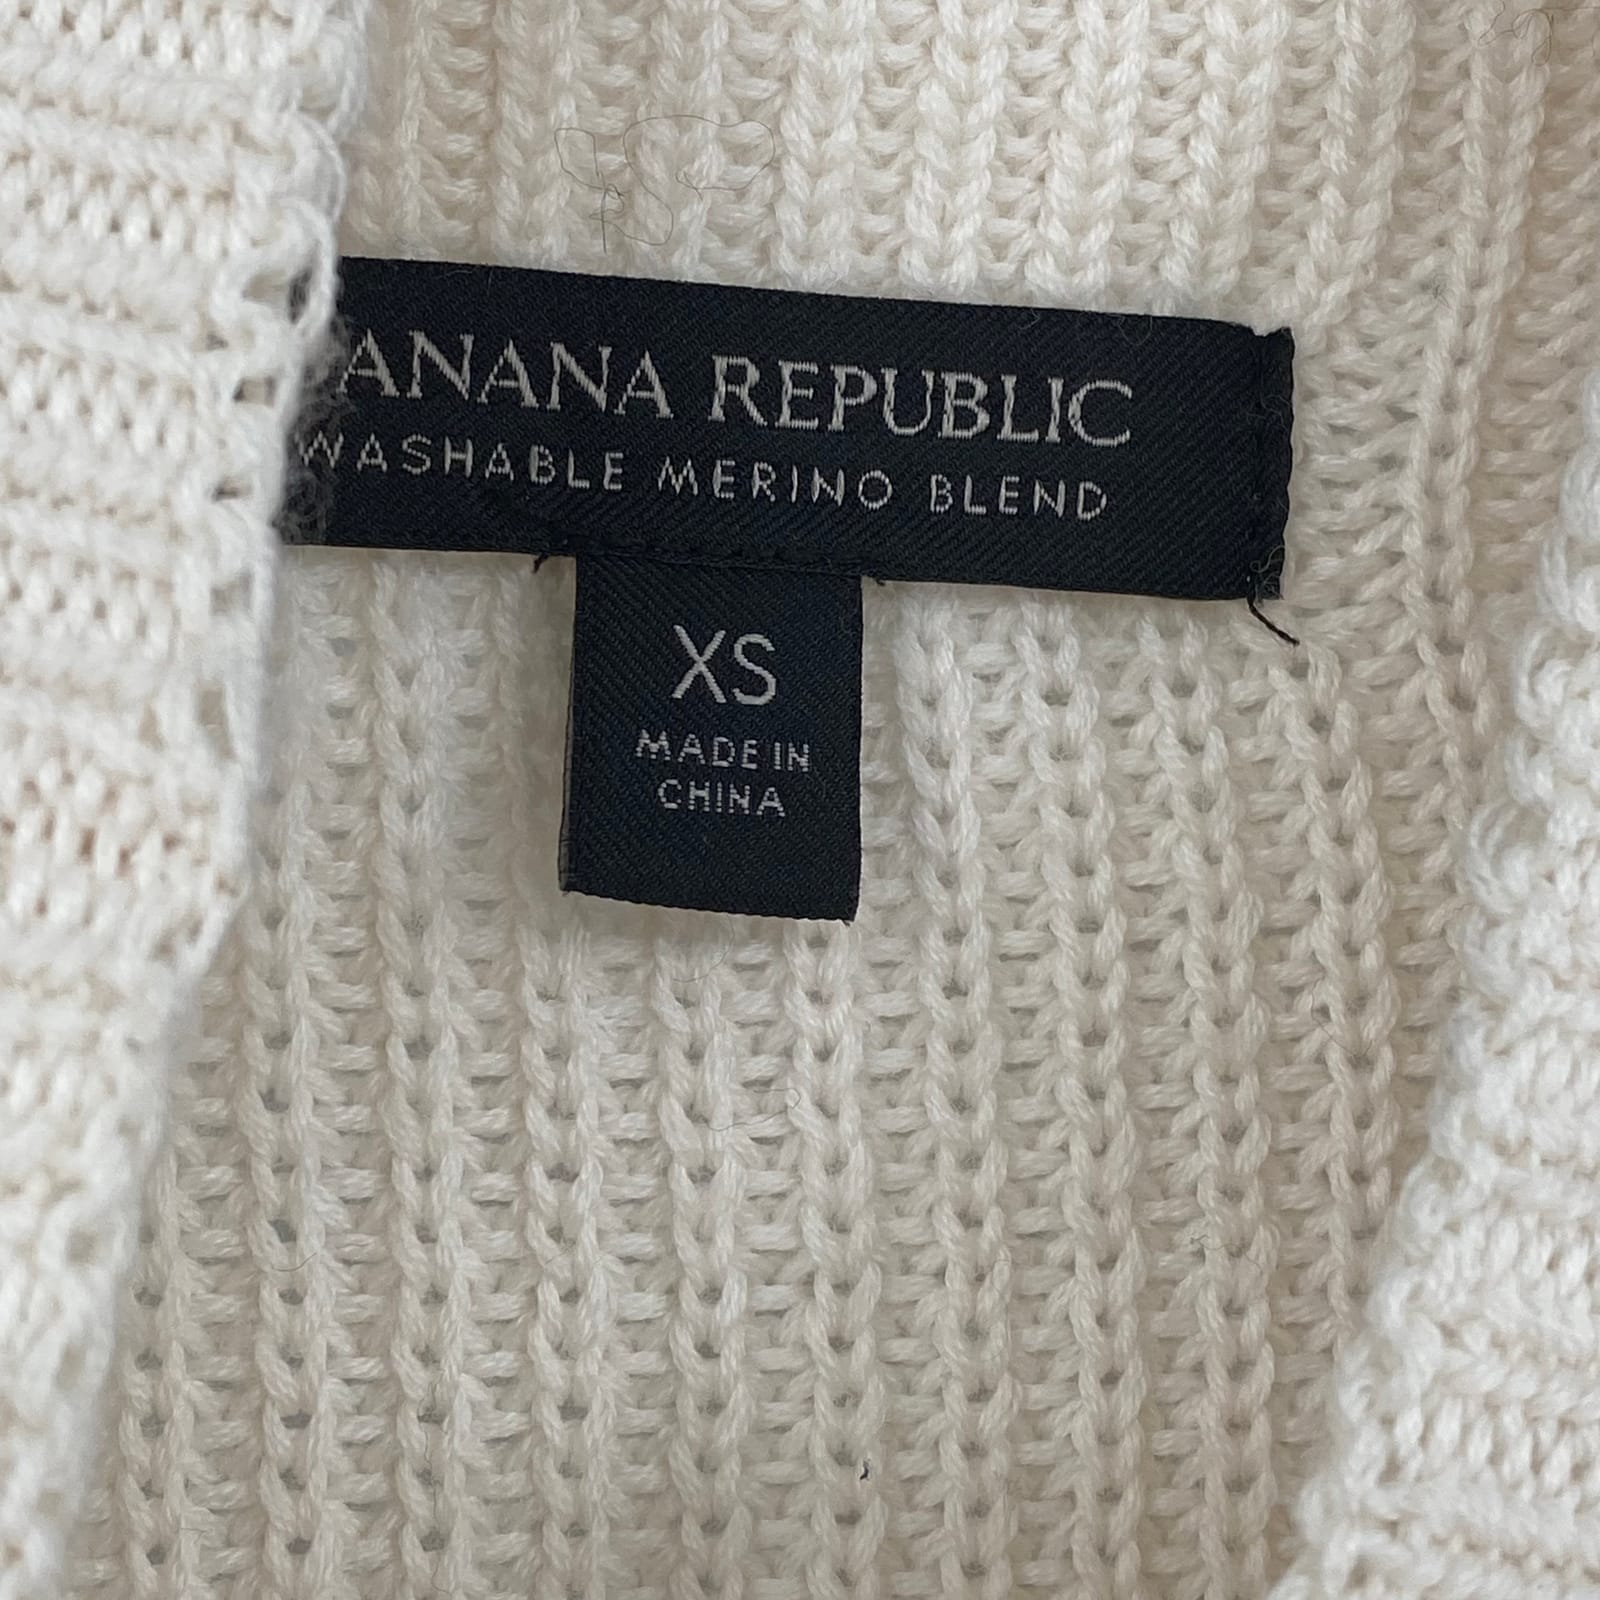 ANANA REPUBLIC
WASHABLE MERINO BLEND
XS
MADE IN
CHINA